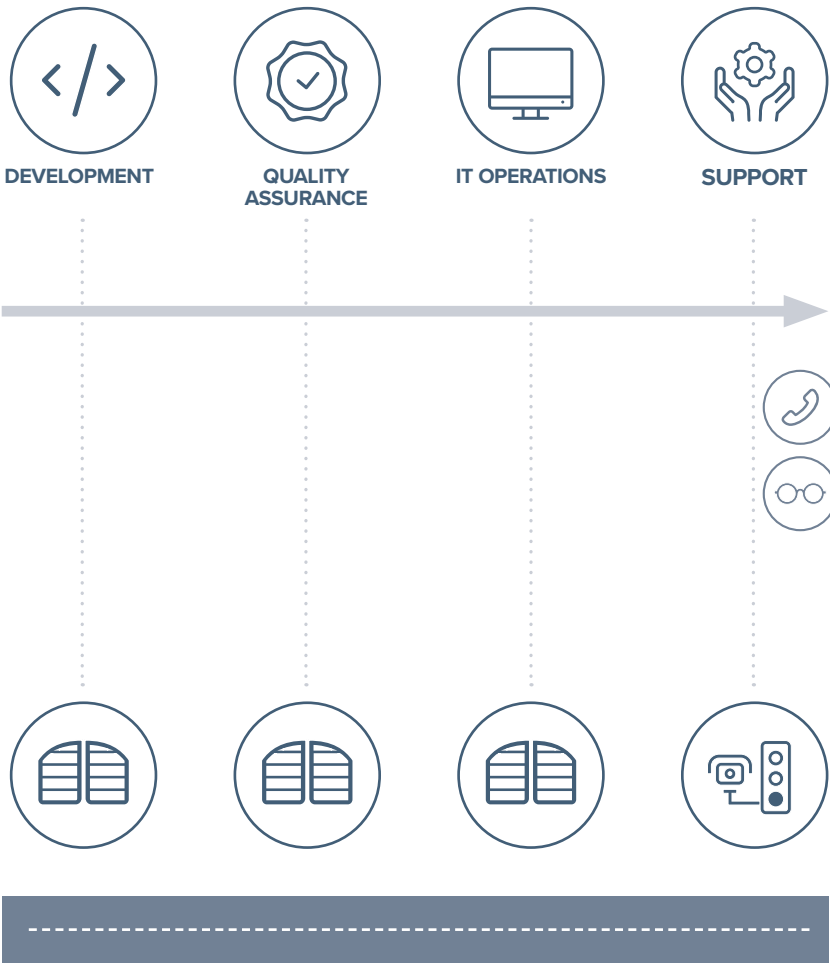 DEVELOPMENT
QUALITY
ASSURANCE
IT OPERATIONS
SUPPORT